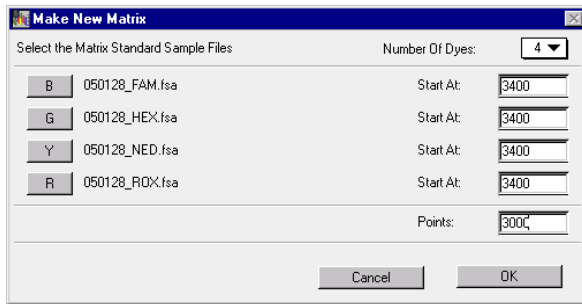 Make New Matrix
Select the Matrix Standard Sample Files Number Of Dyes: 4
B 050128_FAM.fsa Start At: 3400
G 050128_HEX.fsa Start At: 3400
Y 050128_NED.fsa Start At: 3400
R 050128_ROX.fsa Start At: 3400
Points: 3000
Cancel OK